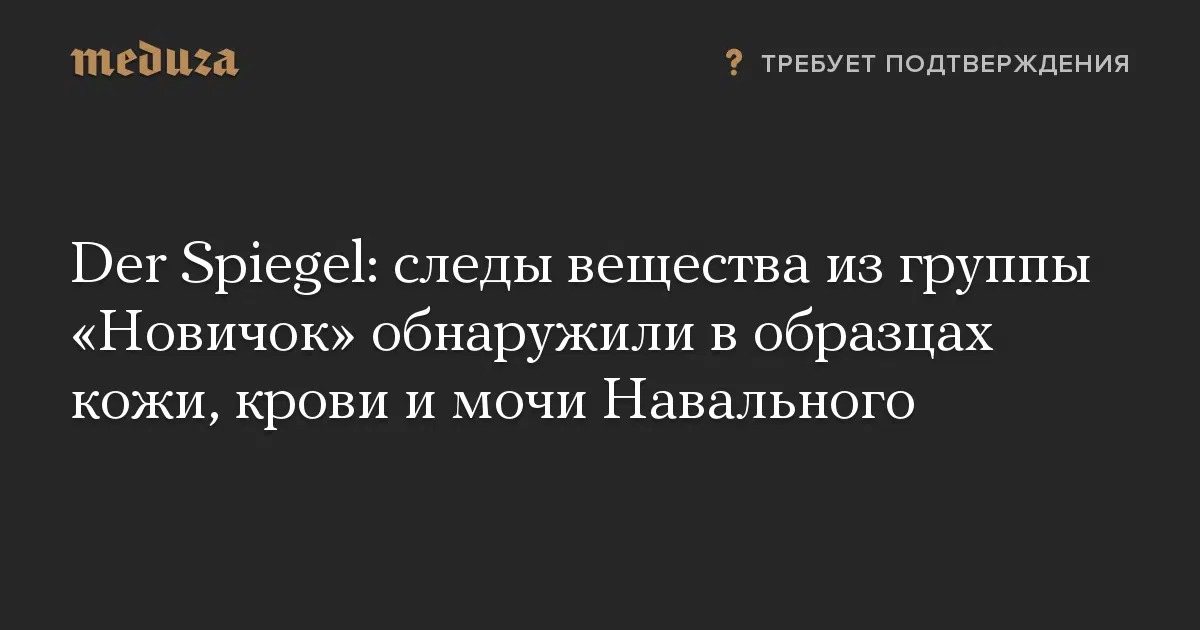 meduza
? ТРЕБУЕТ ПОДТВЕРЖДЕНИЯ
Der Spiegel: следы вещества из группы
«Новичок» обнаружили в образцах
кожи, крови и мочи Навального